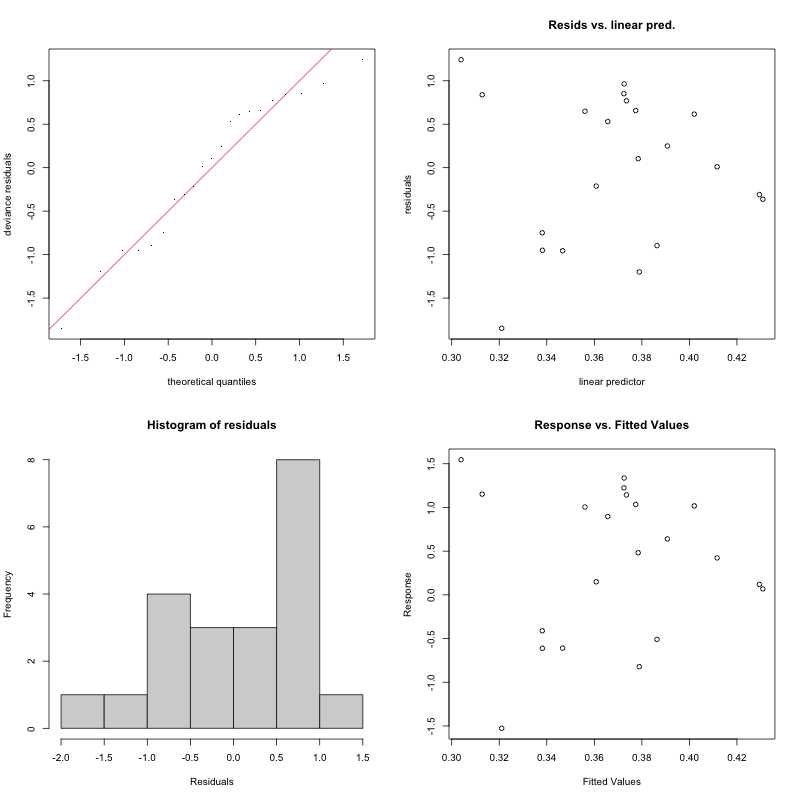 1.0
0.5
0.0
-0.5
-1.0
-1.5
deviance residuals
-1.5 -1.0 -0.5 0.0 0.5 1.0 1.5
theoretical quantiles
Resids vs. linear pred.
1.0
0.5
0.0
-0.5
-1.0
-1.5
residuals
0.30 0.32 0.34 0.36 0.38 0.40 0.42
linear predictor
Histogram of residuals
8
6
4
2
0
Frequency
-2.0 -1.5 -1.0 -0.5 0.0 0.5 1.0 1.5
Residuals
Response vs. Fitted Values
1.5
1.0
0.5
0.0
-0.5
-1.0
-1.5
Response
0.30 0.32 0.34 0.36 0.38 0.40 0.42
Fitted Values